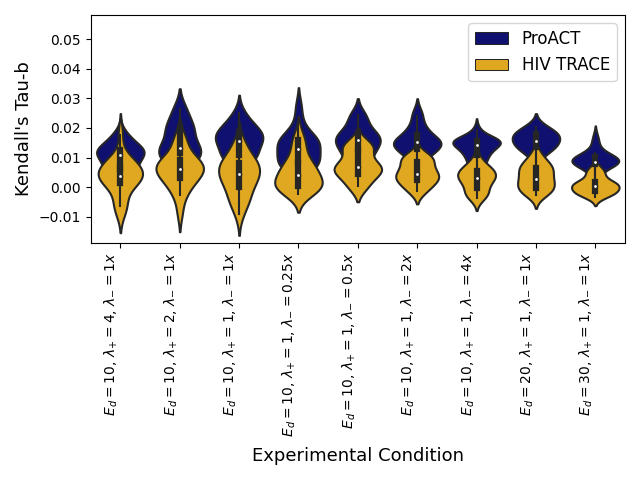 ProACT
HIV TRACE
Kendall's Tau-b
0.05
0.04
0.03
0.02
0.01
0.00
−0.01
E_d = 10, λ_+ = 4, λ_− = 1x
E_d = 10, λ_+ = 2, λ_− = 1x
E_d = 10, λ_+ = 1, λ_− = 1x
E_d = 10, λ_+ = 1, λ_− = 0.25x
E_d = 10, λ_+ = 1, λ_− = 0.5x
E_d = 10, λ_+ = 1, λ_− = 2x
E_d = 10, λ_+ = 1, λ_− = 4x
E_d = 20, λ_+ = 1, λ_− = 1x
E_d = 30, λ_+ = 1, λ_− = 1x
Experimental Condition